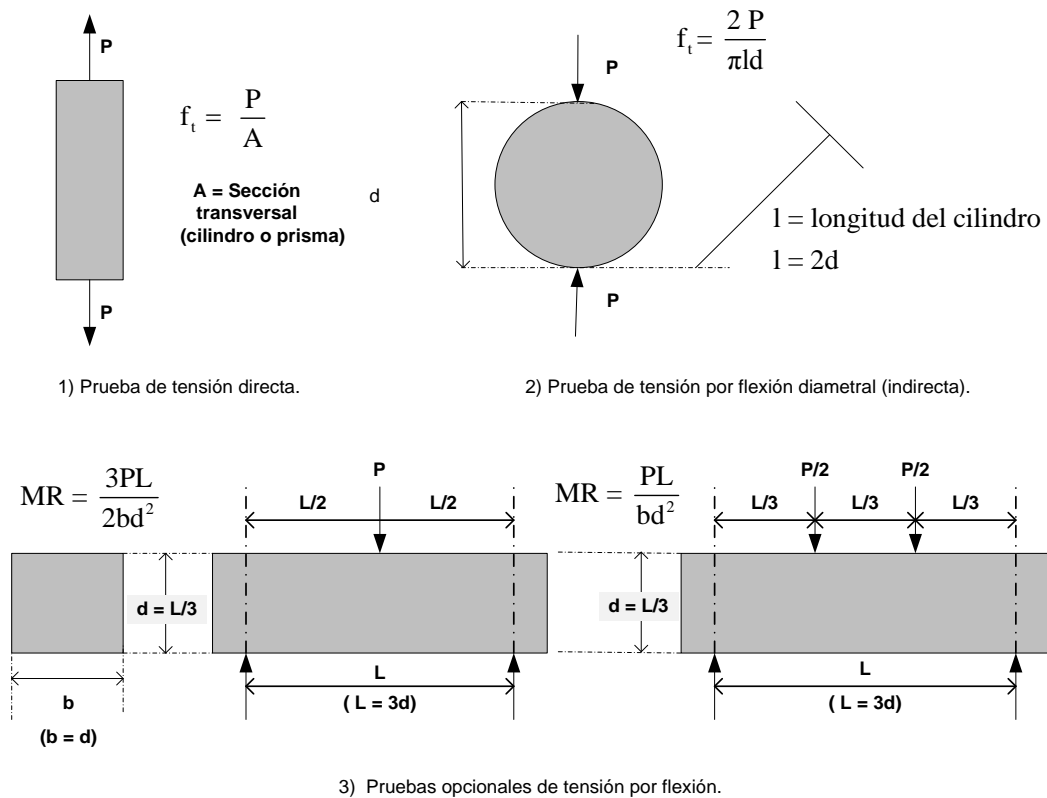 P
f_t = P/A
A = Sección
transversal
(cilindro o prisma)
P
1) Prueba de tensión directa.
f_t = 2 P/πld
P
d
l = longitud del cilindro
l = 2d
P
2) Prueba de tensión por flexión diametral (indirecta).
MR = 3PL/2bd²
P
L/2 L/2
d = L/3
b
(b = d)
L
( L = 3d)
MR = PL/bd²
P/2 P/2
L/3 L/3 L/3
d = L/3
L
( L = 3d)
3) Pruebas opcionales de tensión por flexión.